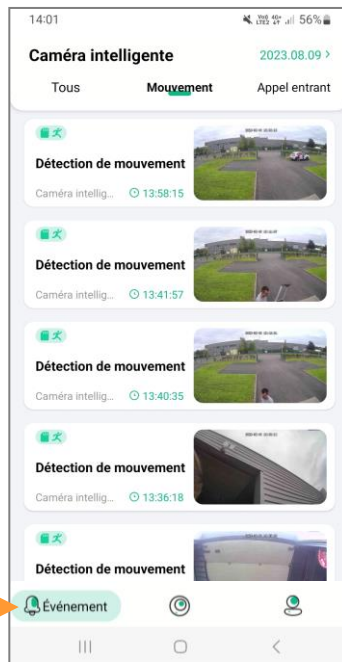 14:01
56%
Caméra intelligente
2023.08.09 >
Tous
Mouvement
Appel entrant
Détection de mouvement
Caméra intellig...
13:58:15
Détection de mouvement
Caméra intellig...
13:41:57
Détection de mouvement
Caméra intellig...
13:40:35
Détection de mouvement
Caméra intellig...
13:36:18
Détection de mouvement
Événement